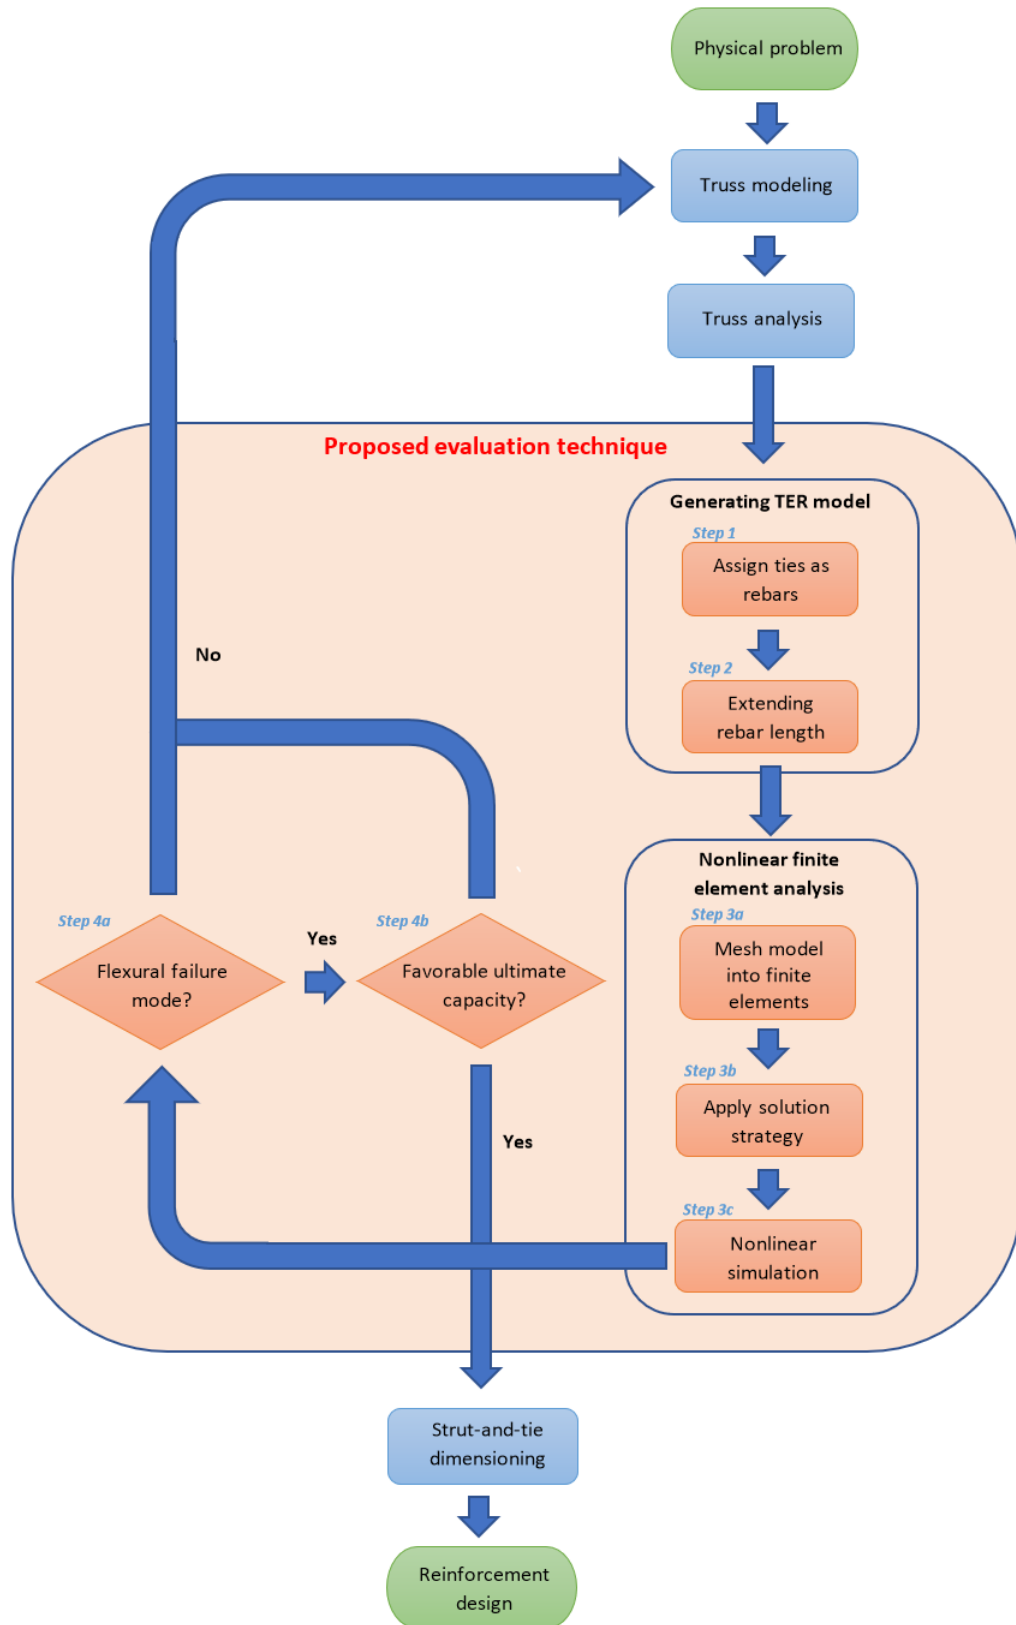 Physical problem
Truss modeling
Truss analysis
Proposed evaluation technique
Generating TER model
Step 1
Assign ties as
rebars
Step 2
Extending
rebar length
No
Nonlinear finite
element analysis
Step 3a
Mesh model
into finite
elements
Step 3b
Apply solution
strategy
Step 3c
Nonlinear
simulation
Step 4a
Flexural failure
mode?
Yes
Step 4b
Favorable ultimate
capacity?
Yes
Strut-and-tie
dimensioning
Reinforcement
design